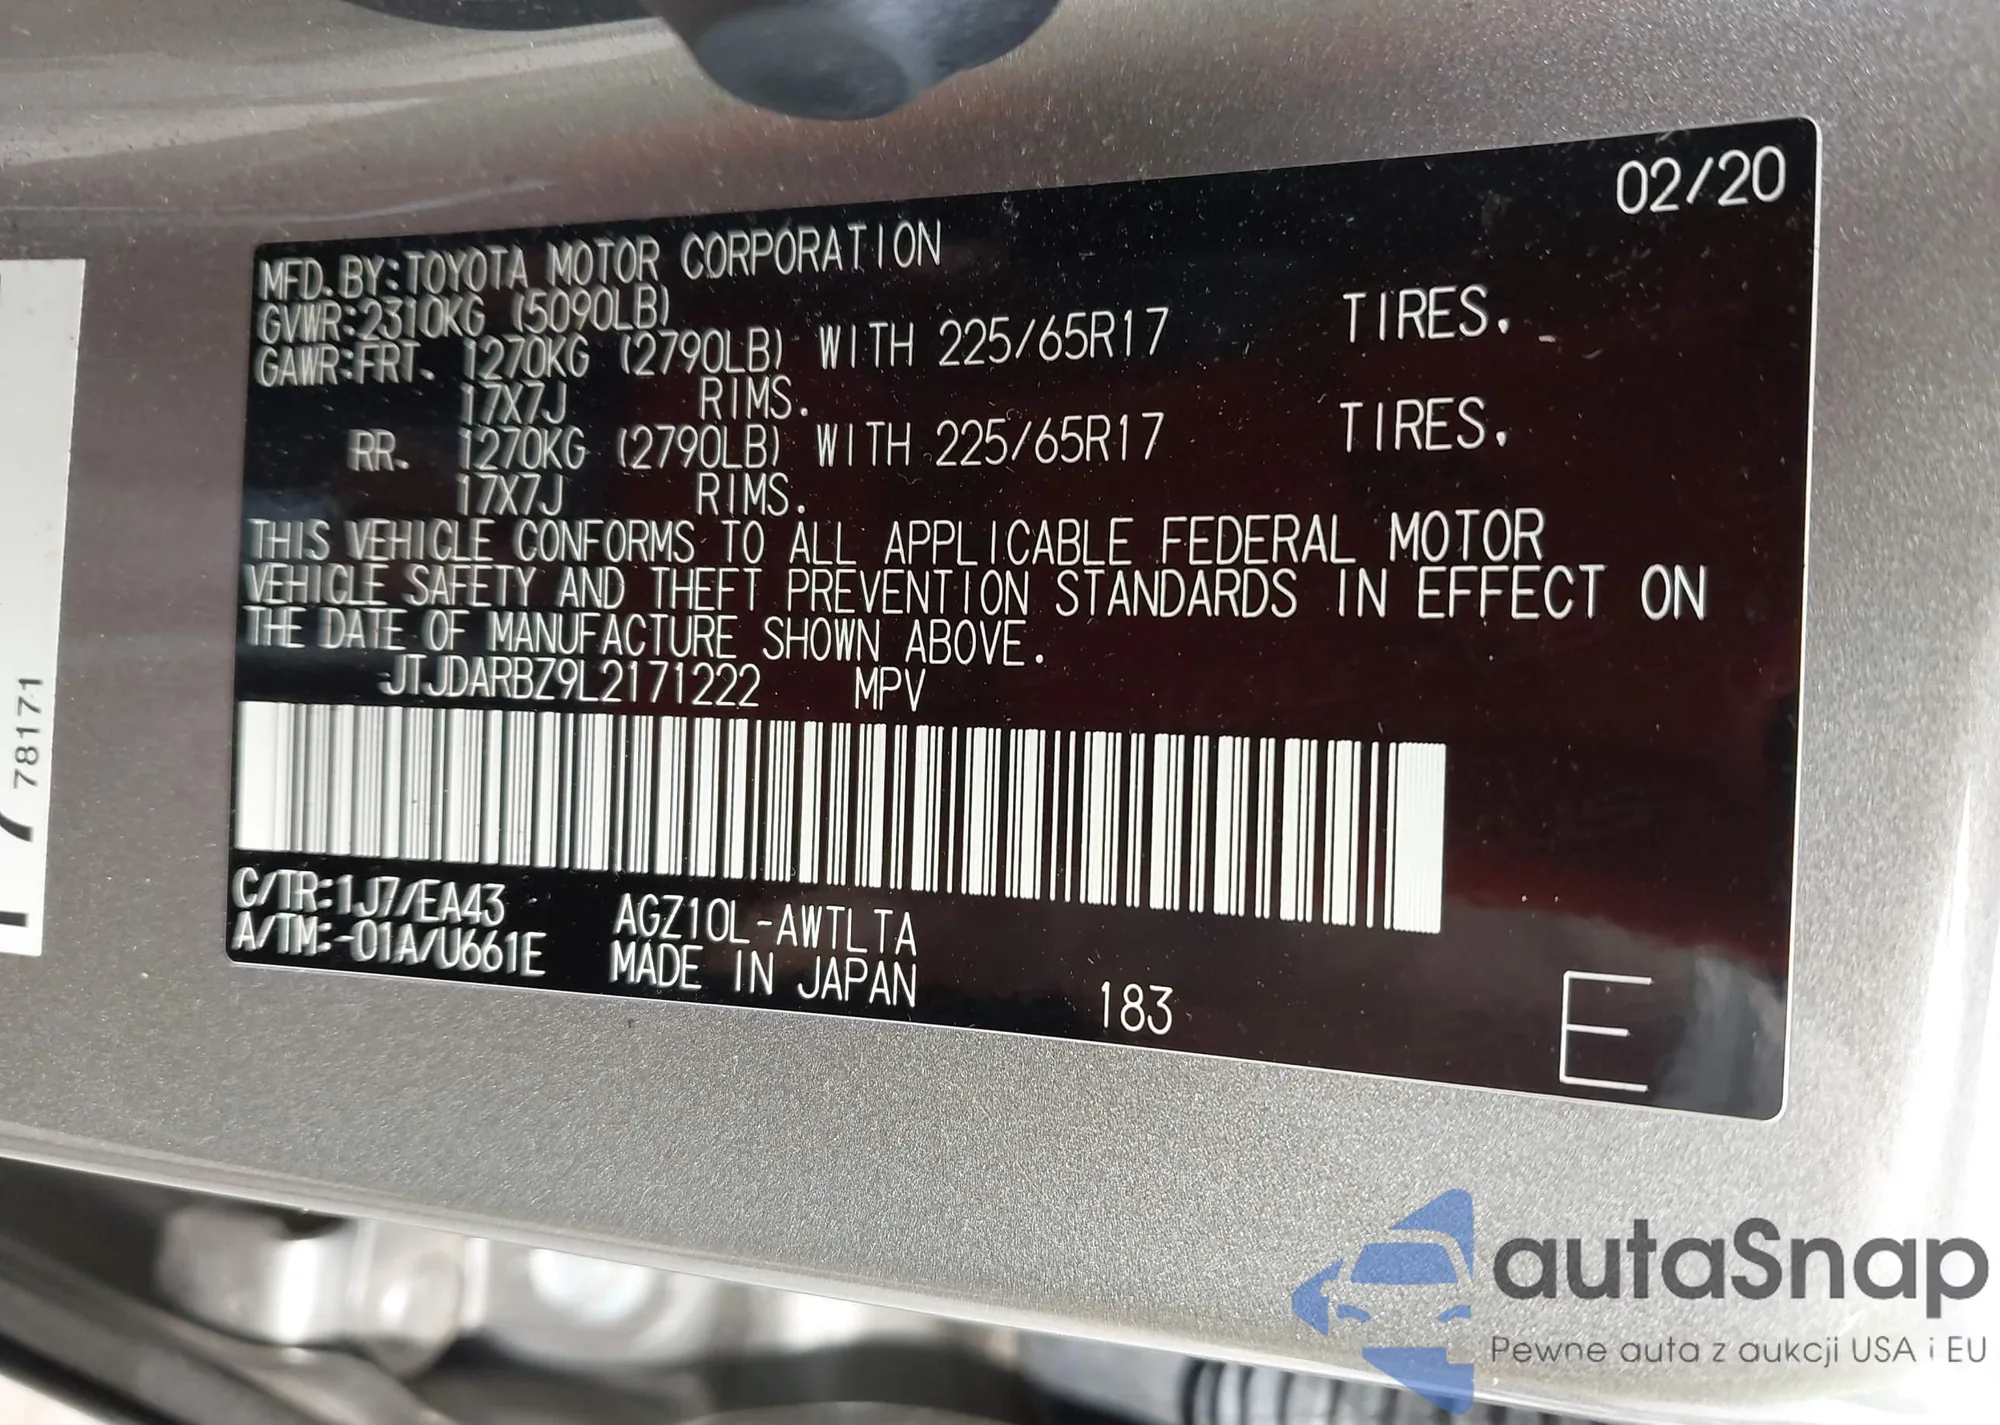 02/20
MFD.BY:TOYOTA MOTOR CORPORATION
GVWR:2310KG (5090LB)
GAWR:FRT. 1270KG (2790LB) WITH 225/65R17 TIRES.
17X7J RIMS.
RR. 1270KG (2790LB) WITH 225/65R17 TIRES.
17X7J RIMS.
THIS VEHICLE CONFORMS TO ALL APPLICABLE FEDERAL MOTOR
VEHICLE SAFETY AND THEFT PREVENTION STANDARDS IN EFFECT ON
THE DATE OF MANUFACTURE SHOWN ABOVE.
JTJDARBZ9L2171222 MPV
C/TR:1J7/EA43 AGZ10L-AWTLTA
A/TM:-01A/U661E MADE IN JAPAN
183
E
78171
autaSnap
Pewne auta z aukcji USA i EU